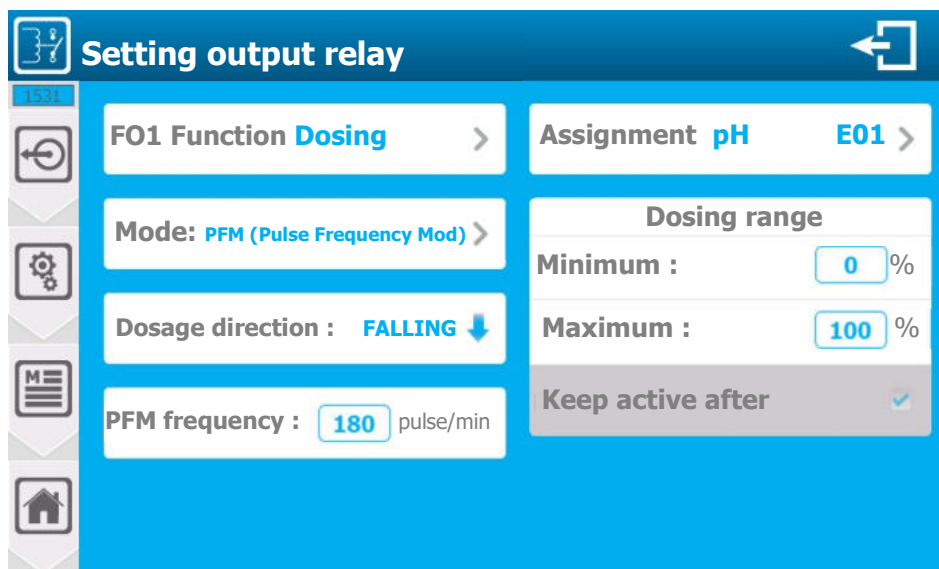 Setting output relay
1531
FO1 Function Dosing
Assignment pH E01
Mode: PFM (Pulse Frequency Mod)
Dosage direction : FALLING
PFM frequency : 180 pulse/min
Dosing range
Minimum : 0 %
Maximum : 100 %
Keep active after
M